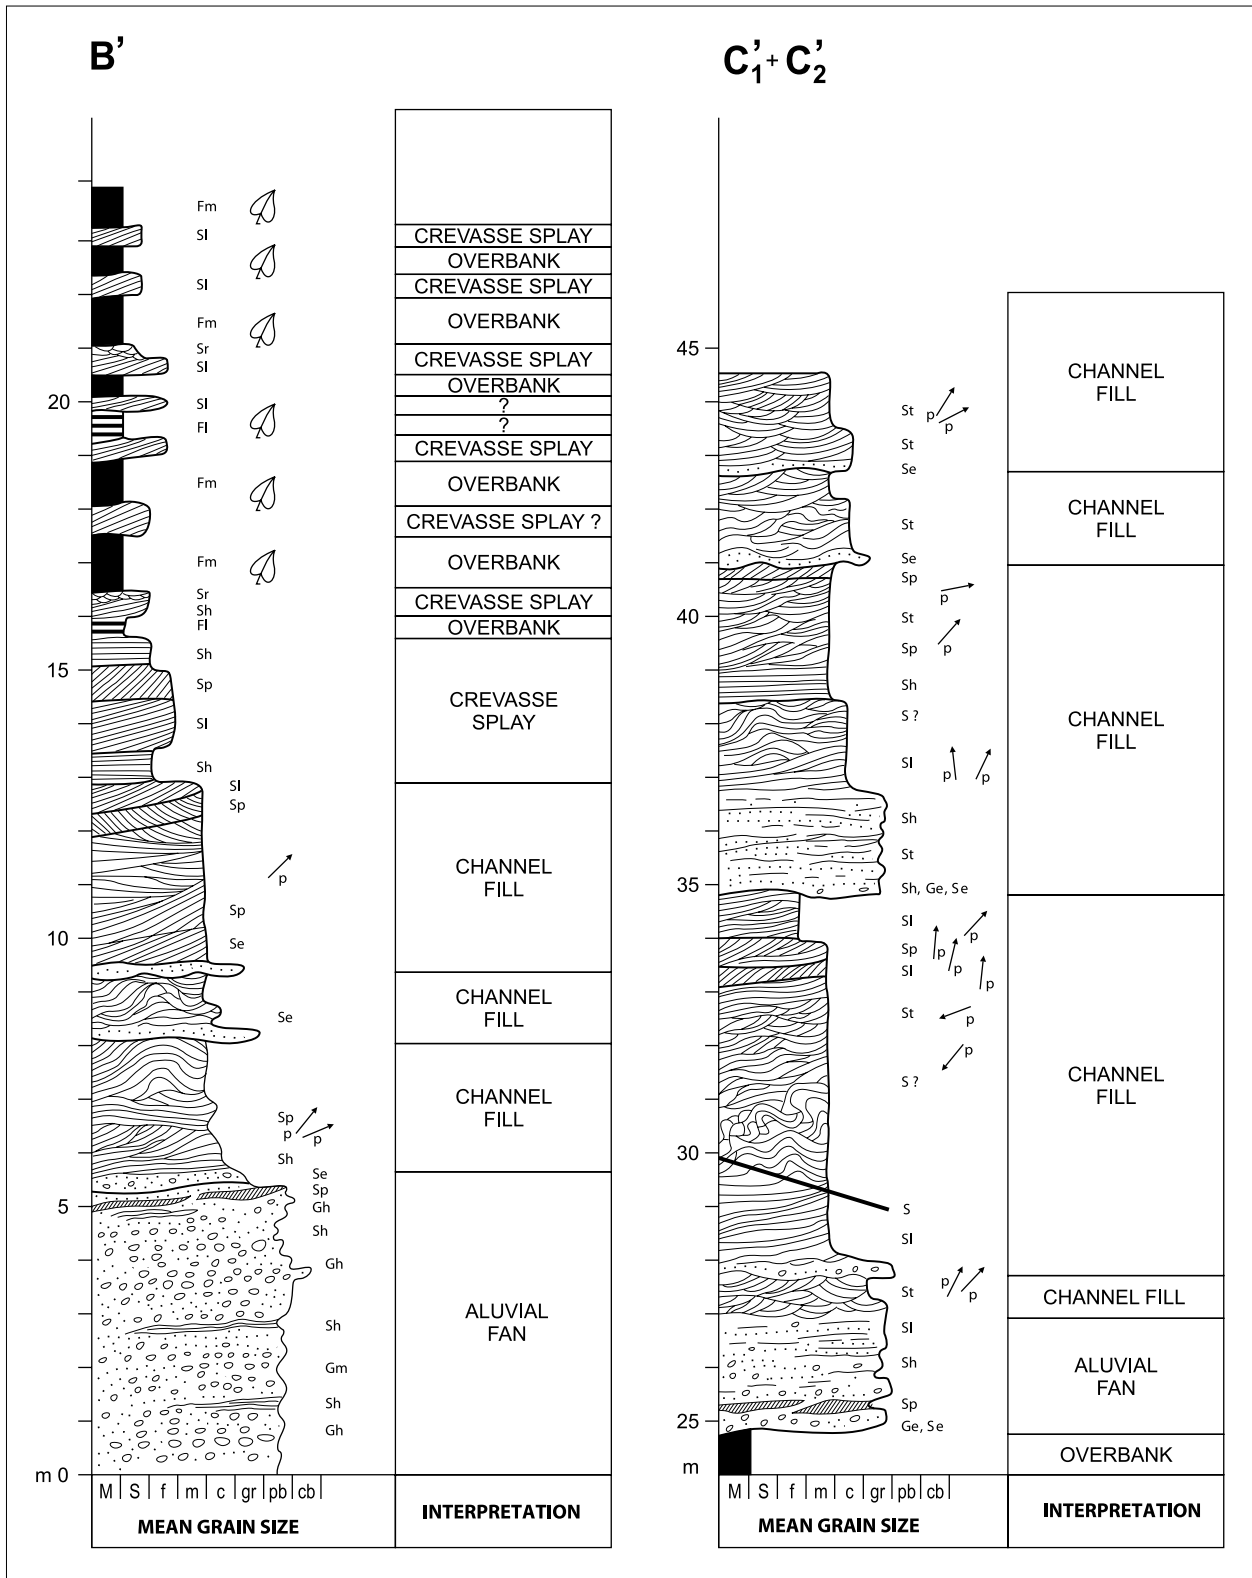 B’
Fm
Sl
Sl
Fm
Sr
Sl
20
Sl
Fl
Fm
Fm
Sr
Sh
Fl
15
Sh
Sp
Sl
Sh
Sl
Sp
p
Sp
10
Se
Se
Sp
p
p
Sh
Se
Sp
5
Gh
Sh
Gh
Sh
Gm
Sh
Gh
m 0
M S f m c gr pb cb
MEAN GRAIN SIZE
CREVASSE SPLAY
OVERBANK
CREVASSE SPLAY
OVERBANK
CREVASSE SPLAY
OVERBANK
?
?
CREVASSE SPLAY
OVERBANK
CREVASSE SPLAY ?
OVERBANK
CREVASSE SPLAY
OVERBANK
CREVASSE
SPLAY
CHANNEL
FILL
CHANNEL
FILL
CHANNEL
FILL
ALUVIAL
FAN
INTERPRETATION
C’1 + C’2
45
St p
p
St
Se
St
Se
Sp
p
40
St
Sp
p
Sh
S ?
Sl
p p
Sh
St
35
Sh, Ge, Se
Sl
p
Sp
p
p
Sl
p
St
p
p
S ?
30
S
Sl
p
St
p
Sl
Sh
Sp
25
Ge, Se
m
M S f m c gr pb cb
MEAN GRAIN SIZE
CHANNEL
FILL
CHANNEL
FILL
CHANNEL
FILL
CHANNEL
FILL
CHANNEL FILL
ALUVIAL
FAN
OVERBANK
INTERPRETATION